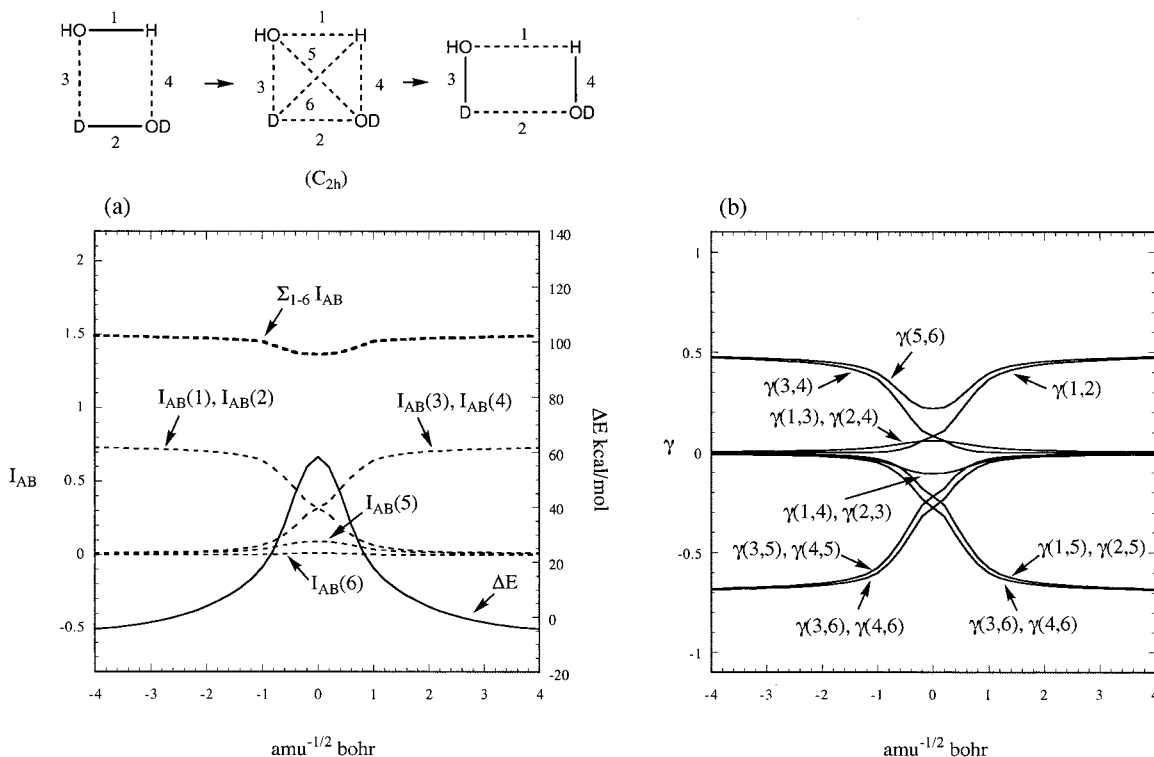 1 1
HO H HO H 1
5 HO H
3 4 3 4 3 4
6
D OD D OD D OD
2 2 2
(C2h)
(a) (b)
2 140 1
120
Σ1-6 IAB
1.5 100 0.5 γ(5,6)
80 γ(3,4) γ(1,2)
IAB(1), IAB(2) IAB(3), IAB(4)
1 γ(1,3), γ(2,4)
IAB 60 ΔE kcal/mol γ 0
0.5 40
IAB(5) γ(1,4), γ(2,3)
0 20 -0.5 γ(3,5), γ(4,5) γ(1,5), γ(2,5)
IAB(6) ΔE
0 γ(3,6), γ(4,6) γ(3,6), γ(4,6)
-0.5
-20 -1
-4 -3 -2 -1 0 1 2 3 4 -4 -3 -2 -1 0 1 2 3 4
amu-1/2 bohr amu-1/2 bohr